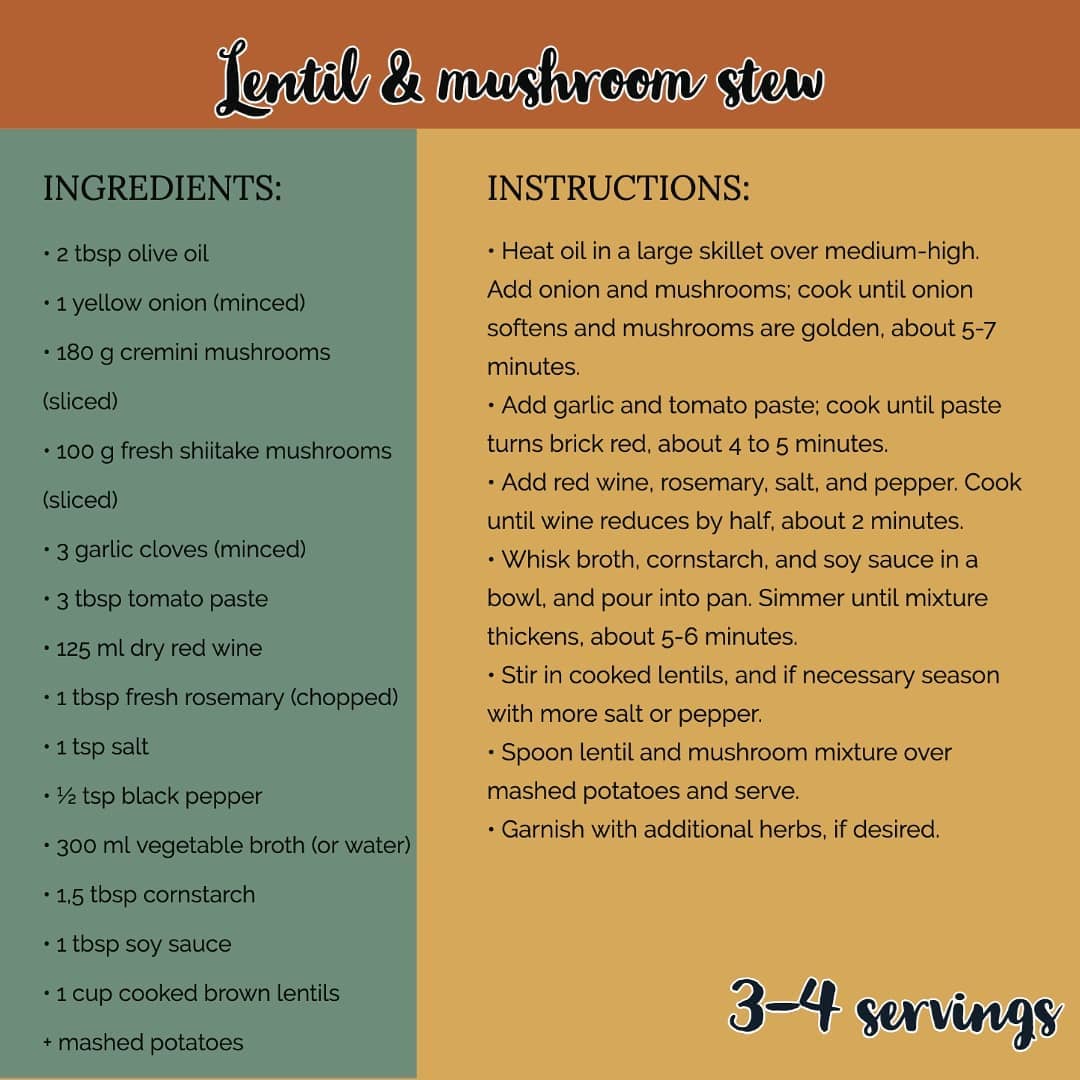 Lentil & mushroom stew
INGREDIENTS:
• 2 tbsp olive oil
• 1 yellow onion (minced)
• 180 g cremini mushrooms
(sliced)
• 100 g fresh shiitake mushrooms
(sliced)
• 3 garlic cloves (minced)
• 3 tbsp tomato paste
• 125 ml dry red wine
• 1 tbsp fresh rosemary (chopped)
• 1 tsp salt
• ½ tsp black pepper
• 300 ml vegetable broth (or water)
• 1,5 tbsp cornstarch
• 1 tbsp soy sauce
• 1 cup cooked brown lentils
+ mashed potatoes
INSTRUCTIONS:
• Heat oil in a large skillet over medium-high.
Add onion and mushrooms; cook until onion
softens and mushrooms are golden, about 5-7
minutes.
• Add garlic and tomato paste; cook until paste
turns brick red, about 4 to 5 minutes.
• Add red wine, rosemary, salt, and pepper. Cook
until wine reduces by half, about 2 minutes.
• Whisk broth, cornstarch, and soy sauce in a
bowl, and pour into pan. Simmer until mixture
thickens, about 5-6 minutes.
• Stir in cooked lentils, and if necessary season
with more salt or pepper.
• Spoon lentil and mushroom mixture over
mashed potatoes and serve.
• Garnish with additional herbs, if desired.
3-4 servings